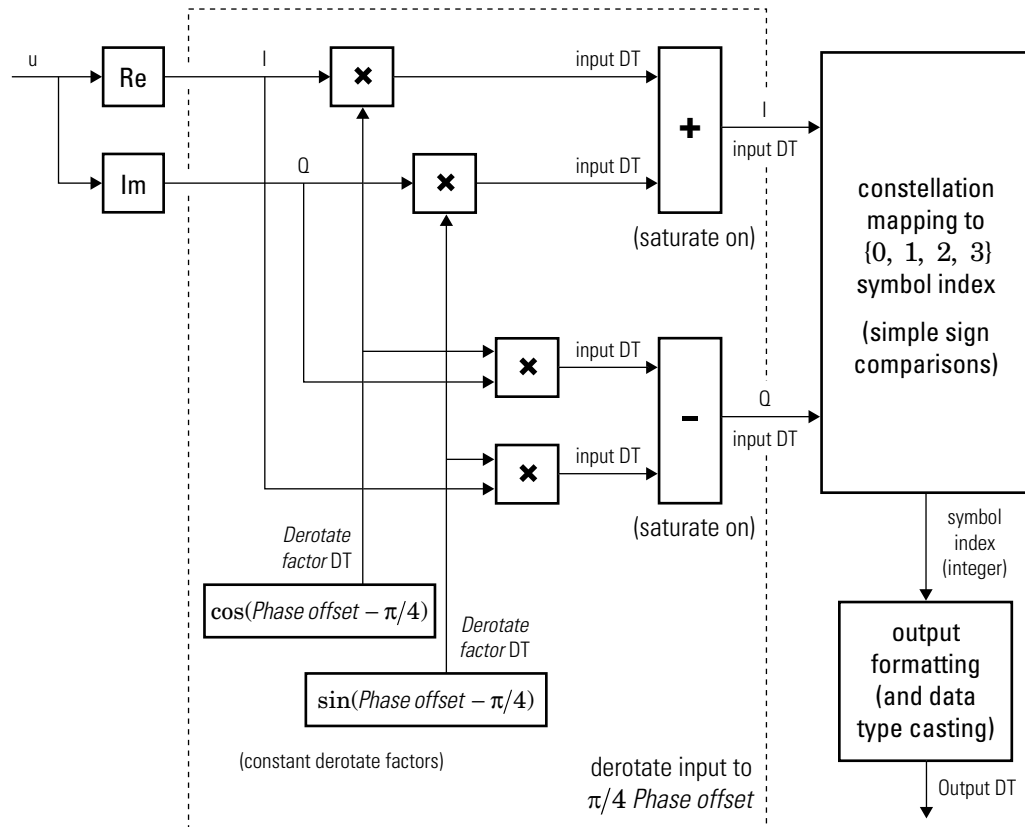 u
Re
I
×
input DT
+
I
input DT
Im
Q
×
input DT
(saturate on)
constellation
mapping to
{0, 1, 2, 3}
symbol index
(simple sign
comparisons)
×
input DT
-
Q
input DT
×
input DT
(saturate on)
Derotate
factor DT
cos(Phase offset – π/4)
Derotate
factor DT
sin(Phase offset – π/4)
(constant derotate factors)
derotate input to
π/4 Phase offset
symbol
index
(integer)
output
formatting
(and data
type casting)
Output DT